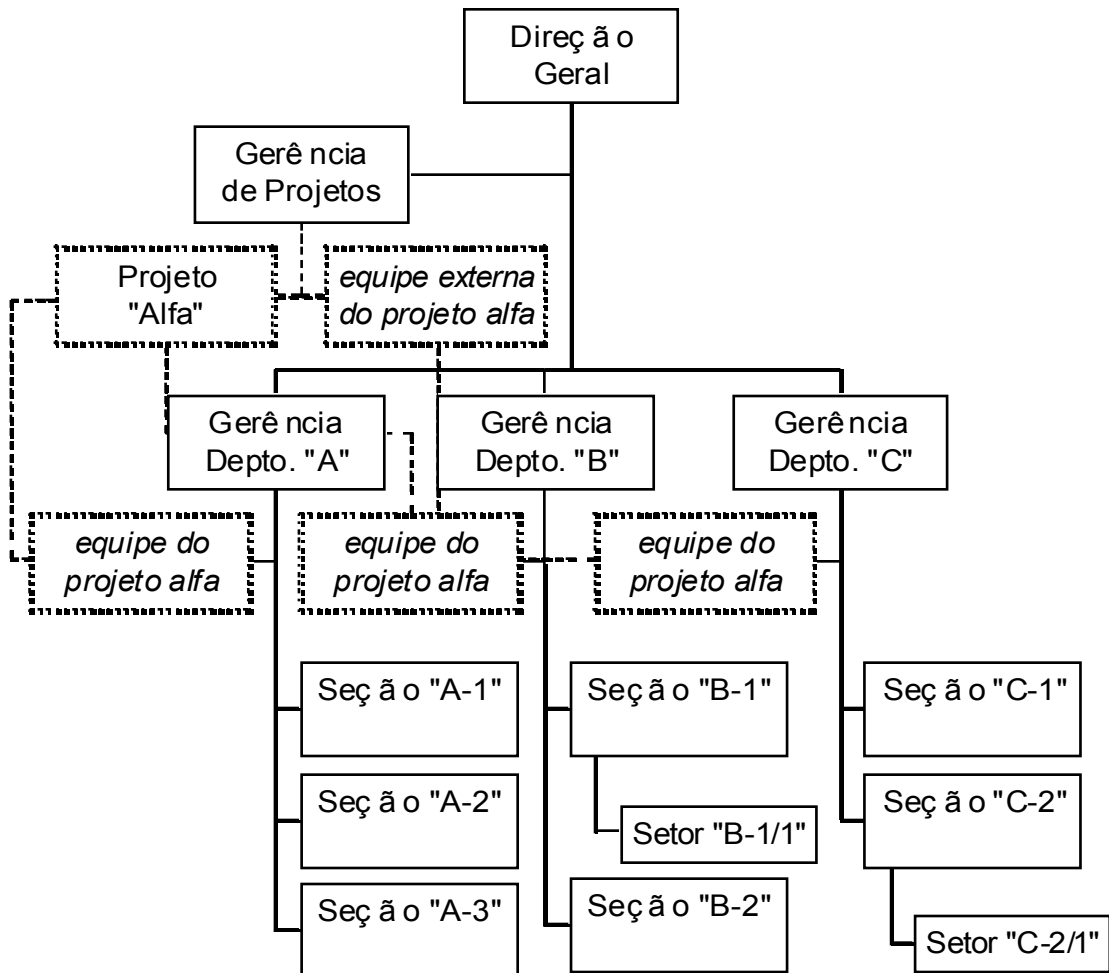 Direção
Geral
Gerência
de Projetos
Projeto
"Alfa"
equipe externa
do projeto alfa
Gerência
Depto. "A"
Gerência
Depto. "B"
Gerência
Depto. "C"
equipe do
projeto alfa
equipe do
projeto alfa
equipe do
projeto alfa
Seção "A-1"
Seção "B-1"
Seção "C-1"
Seção "A-2"
Seção "C-2"
Setor "B-1/1"
Seção "A-3"
Seção "B-2"
Setor "C-2/1"